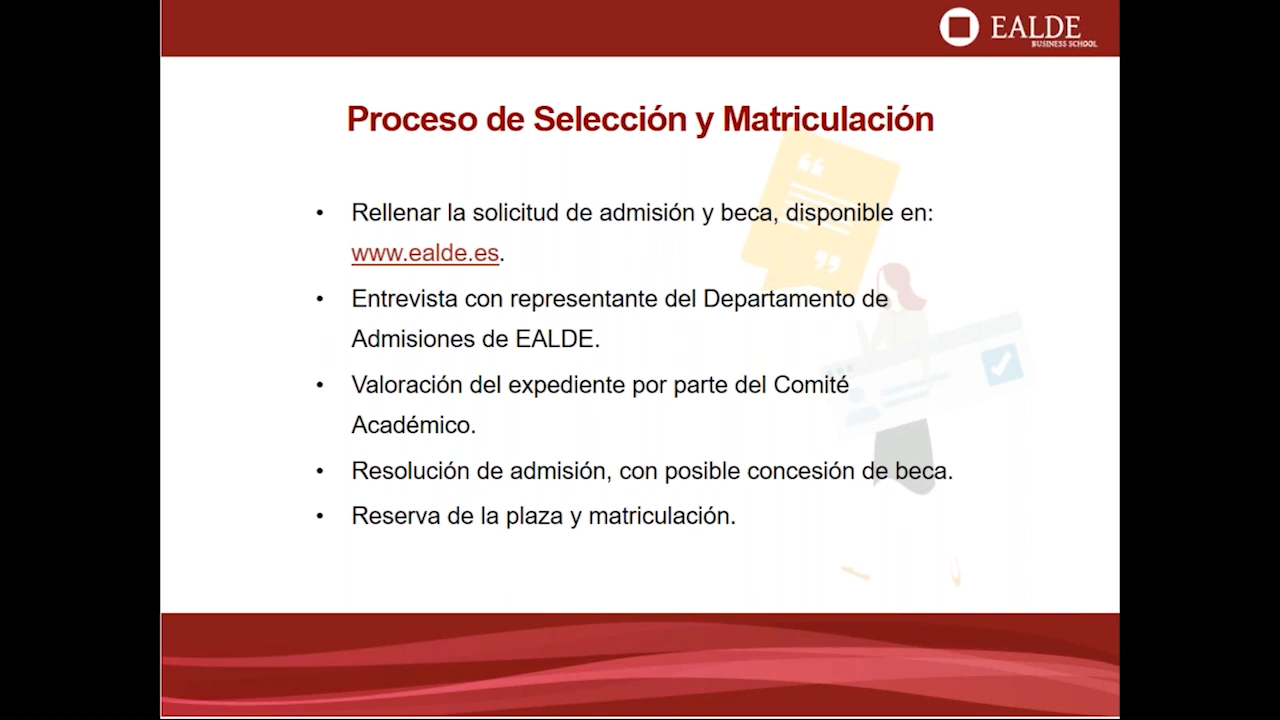 EALDE
BUSINESS SCHOOL
Proceso de Selección y Matriculación
• Rellenar la solicitud de admisión y beca, disponible en:
www.ealde.es.
• Entrevista con representante del Departamento de
Admisiones de EALDE.
• Valoración del expediente por parte del Comité
Académico.
• Resolución de admisión, con posible concesión de beca.
• Reserva de la plaza y matriculación.